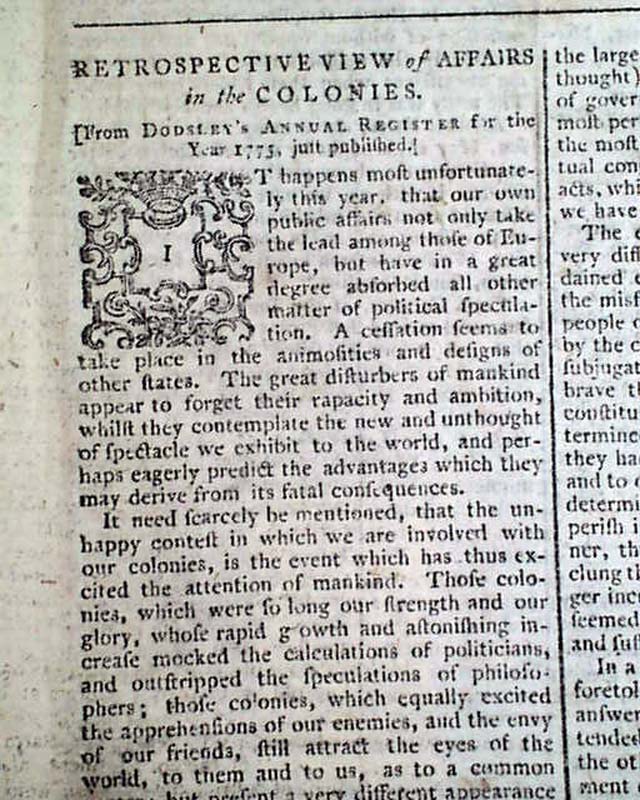 RETROSPECTIVE VIEW of AFFAIRS
in the COLONIES.
[From DODSLEY's ANNUAL REGISTER for the
Year 1775, juſt publiſhed.]
IT happens moſt unfortunate-
ly this year, that our own
public affairs not only take
the lead among thoſe of Eu-
rope, but have in a great
degree abſorbed all other
matter of political ſpecula-
tion. A ceſſation ſeems to
take place in the animoſities and deſigns of
other ſtates. The great diſturbers of mankind
appear to forget their rapacity and ambition,
whilſt they contemplate the new and unthought
of ſpectacle we exhibit to the world, and per-
haps eagerly predict the advantages which they
may derive from its fatal conſequences.
It need ſcarcely be mentioned, that the un-
happy conteſt in which we are involved with
our colonies, is the event which has thus ex-
cited the attention of mankind. Thoſe colo-
nies, which were ſo long our ſtrength and our
glory, whoſe rapid g owth and aſtoniſhing in-
creaſe mocked the calculations of politicians,
and outſtripped the ſpeculations of philoſo-
phers; thoſe colonies, which equally excited
the apprehenſions of our enemies, and the envy
of our friends, ſtill attract the eyes of the
world, to them and to us, as to a common
but preſent a very different appearance
the large
thought)
of gover
moſt per
the moſt
tual con
acts, whi
we have
The
very diff
dained
the miſt
people
by the c
ſubjugat
brave t
conſtitu
termine
they ha
and to
determi
periſh
ner, th
clung th
ger inc
ſeemed
and ſuf
In a
foretol
anſwer
tended
the ot
ment